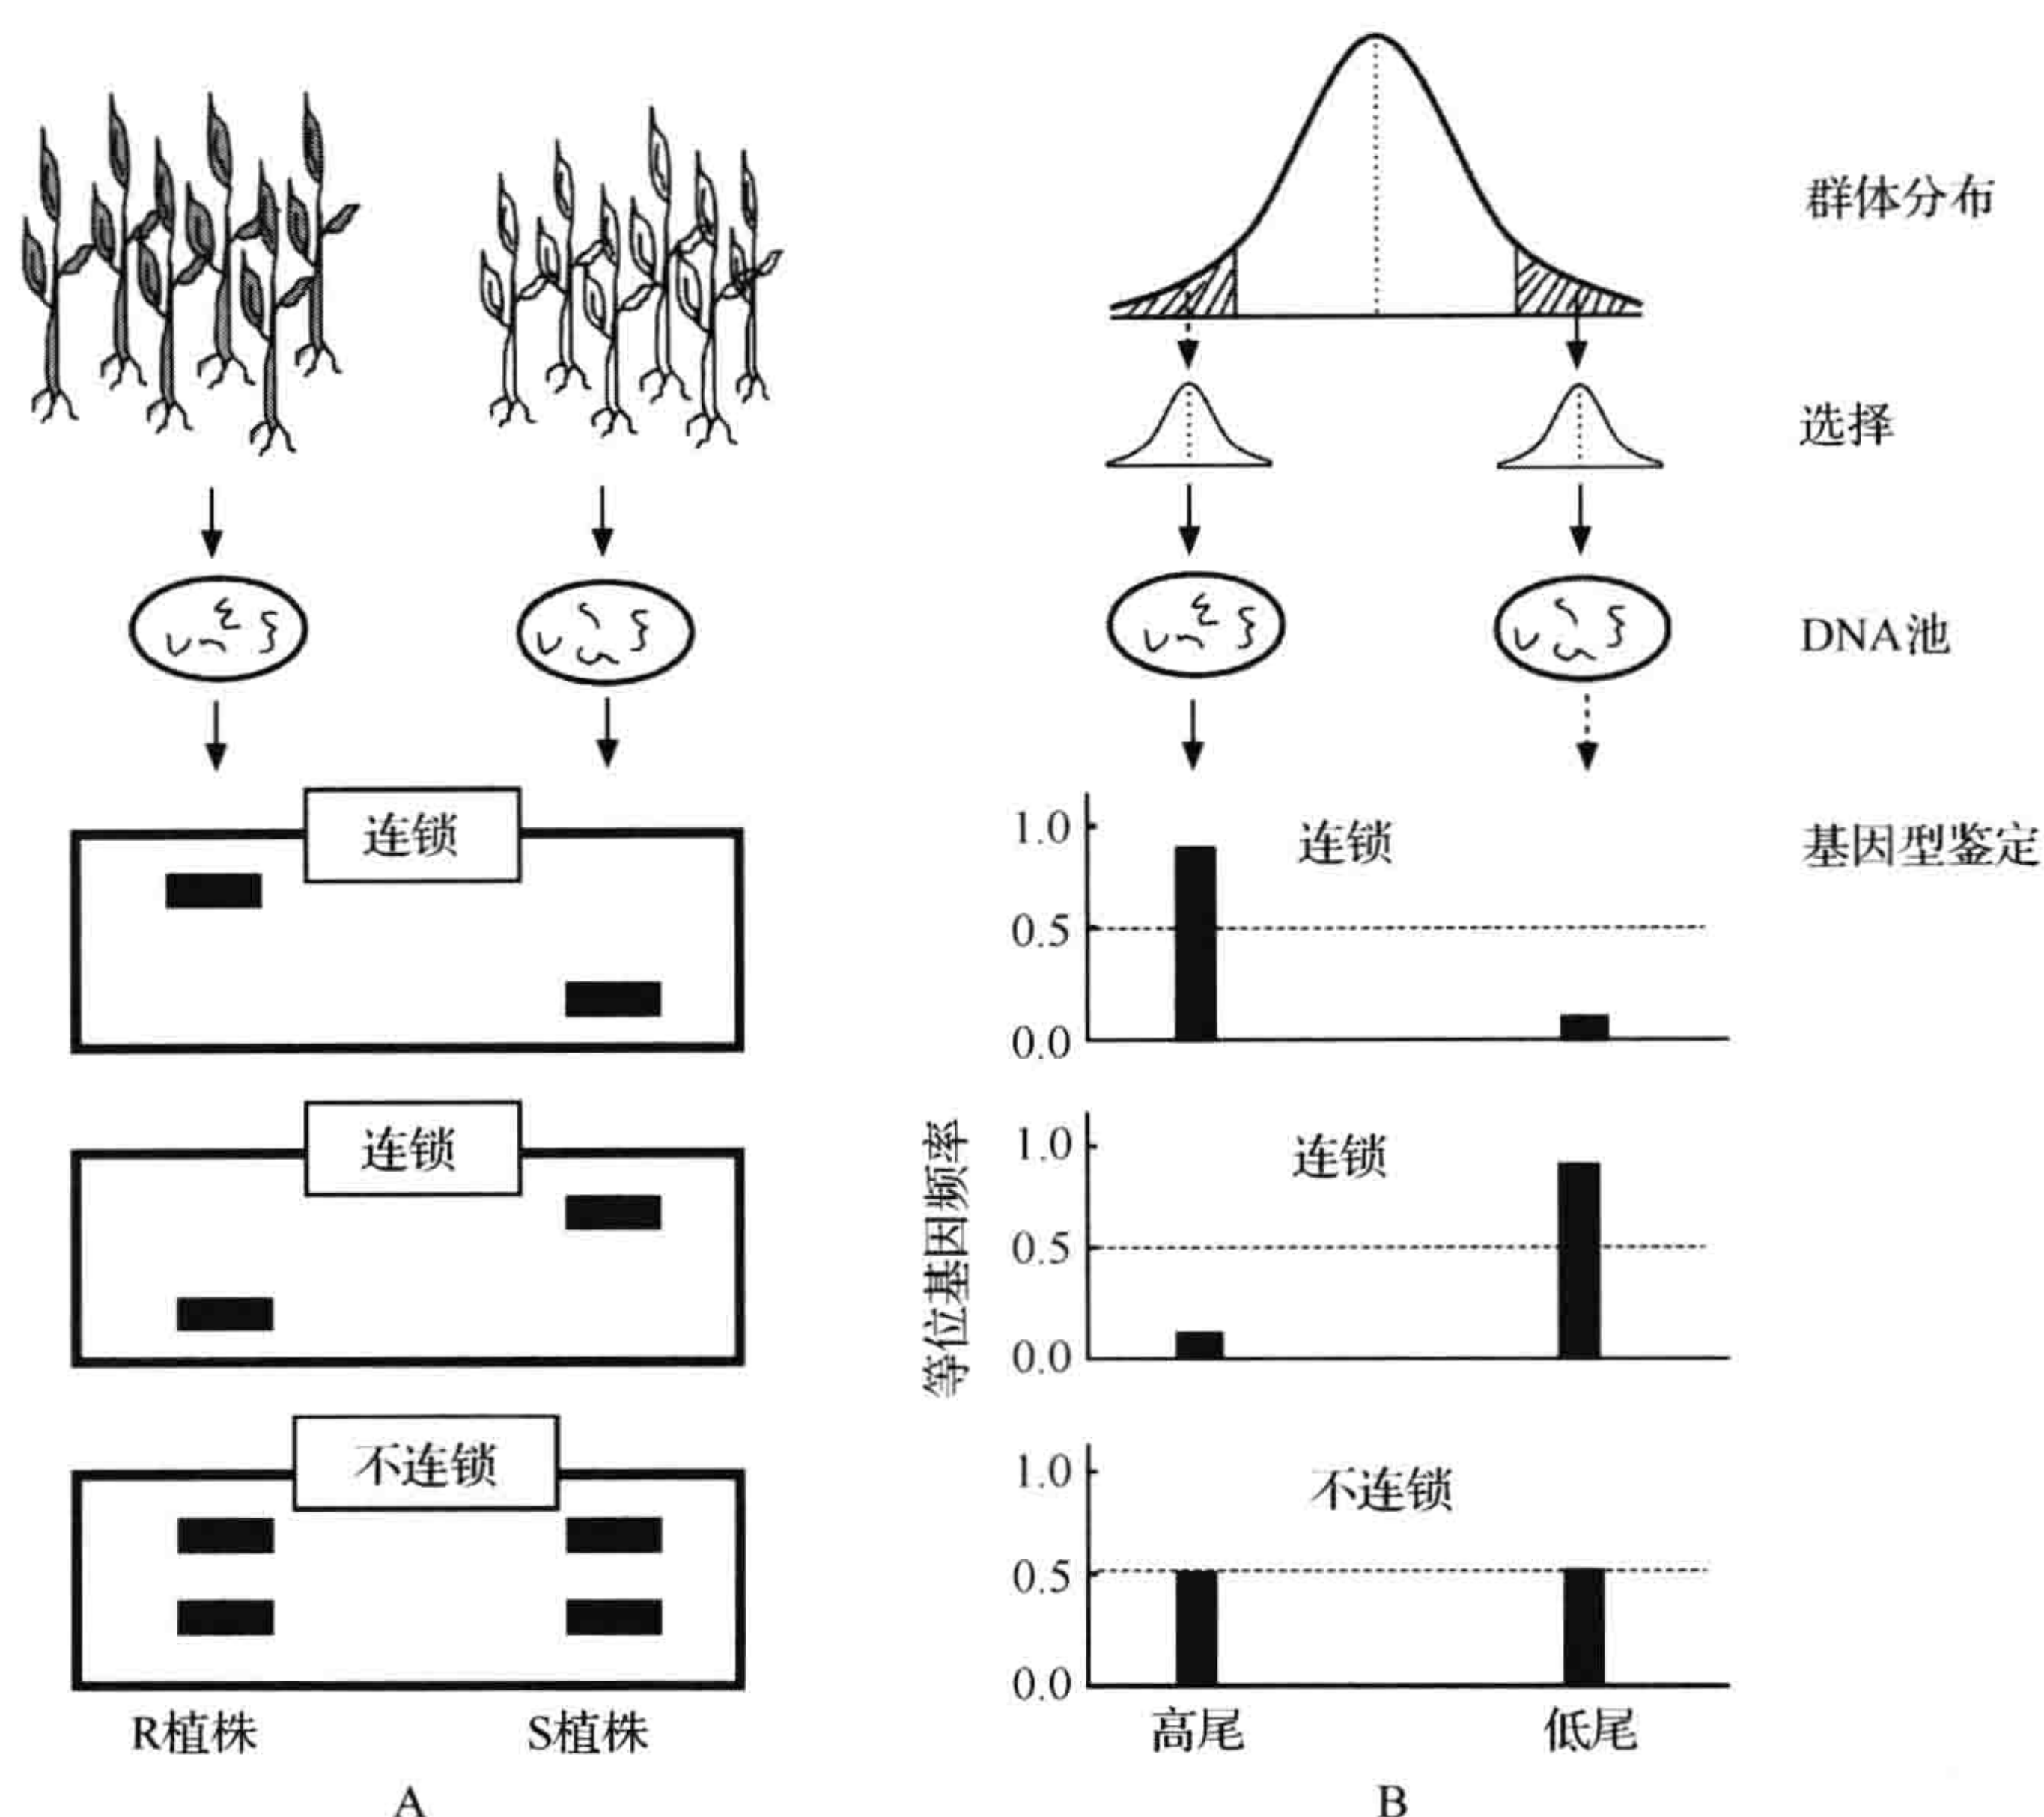 群体分布
选择
DNA池
连锁
连锁
不连锁
R植株
S植株
A
1.0
连锁
基因型鉴定
0.5
0.0
等位基因频率
1.0
连锁
0.5
0.0
1.0
不连锁
0.5
0.0
高尾
低尾
B